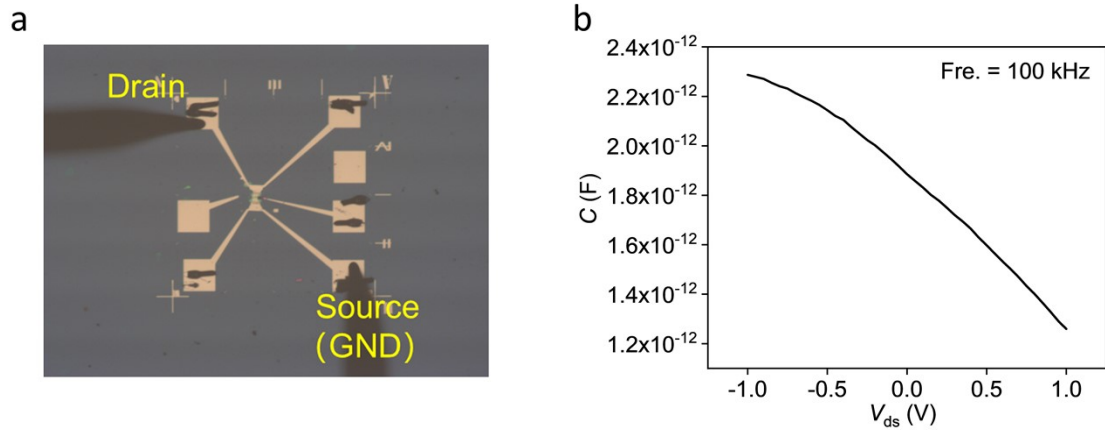 a
Drain
Source
(GND)
b
Fre. = 100 kHz
2.4x10⁻¹²
2.2x10⁻¹²
2.0x10⁻¹²
1.8x10⁻¹²
1.6x10⁻¹²
1.4x10⁻¹²
1.2x10⁻¹²
C (F)
-1.0 -0.5 0.0 0.5 1.0
Vds (V)